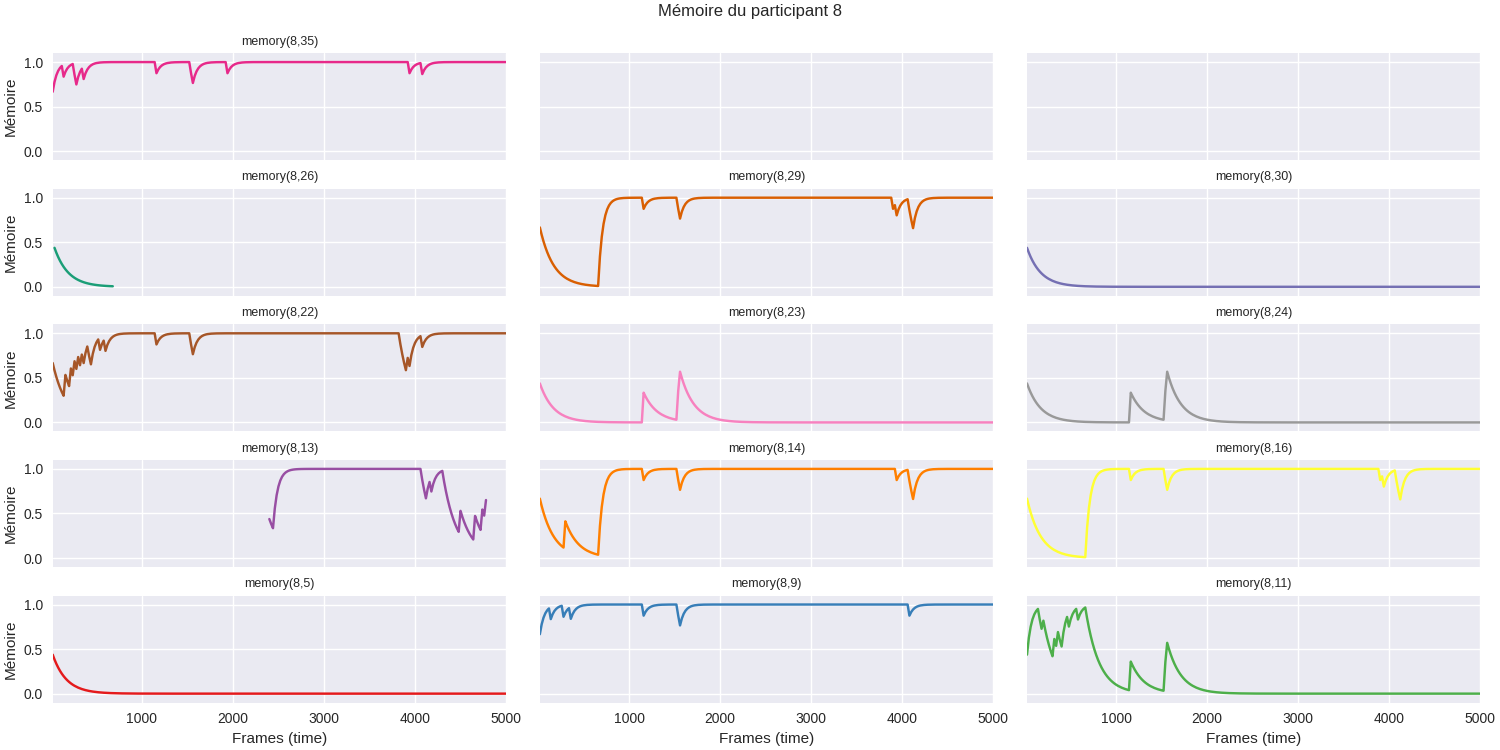 Mémoire du participant 8
memory(8,35)
Mémoire
1.0
0.5
0.0
memory(8,26)
memory(8,29)
memory(8,30)
Mémoire
1.0
0.5
0.0
memory(8,22)
memory(8,23)
memory(8,24)
Mémoire
1.0
0.5
0.0
memory(8,13)
memory(8,14)
memory(8,16)
Mémoire
1.0
0.5
0.0
memory(8,5)
memory(8,9)
memory(8,11)
Mémoire
1.0
0.5
0.0
1000 2000 3000 4000 5000
1000 2000 3000 4000 5000
1000 2000 3000 4000 5000
Frames (time)
Frames (time)
Frames (time)